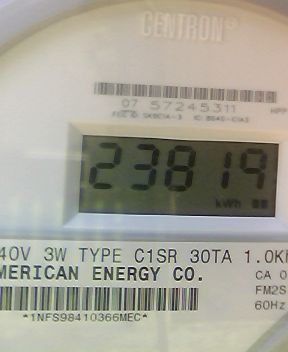 CENTRON®
07 57245311
23819
kWh
40V 3W TYPE C1SR 30TA 1.0K
MERICAN ENERGY CO.
CA 0
FM2S
60Hz
*1NFS98410366MEC*